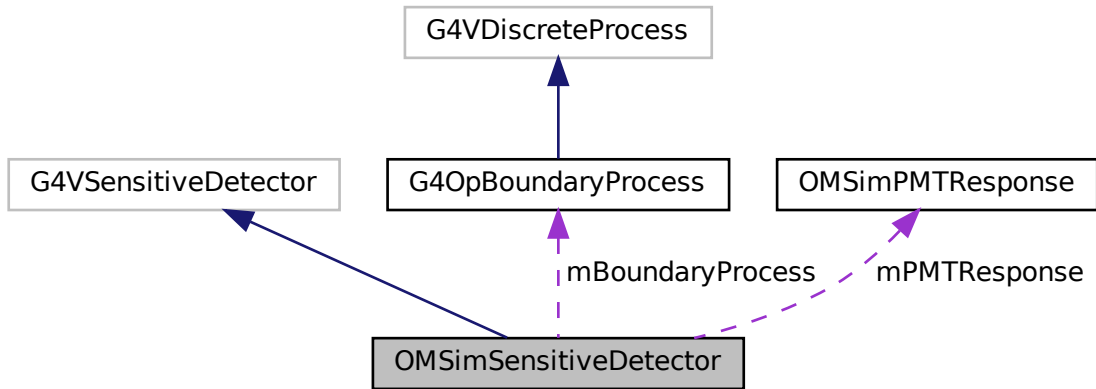 G4VDiscreteProcess
G4VSensitiveDetector
G4OpBoundaryProcess
OMSimPMTResponse
mBoundaryProcess
mPMTResponse
OMSimSensitiveDetector